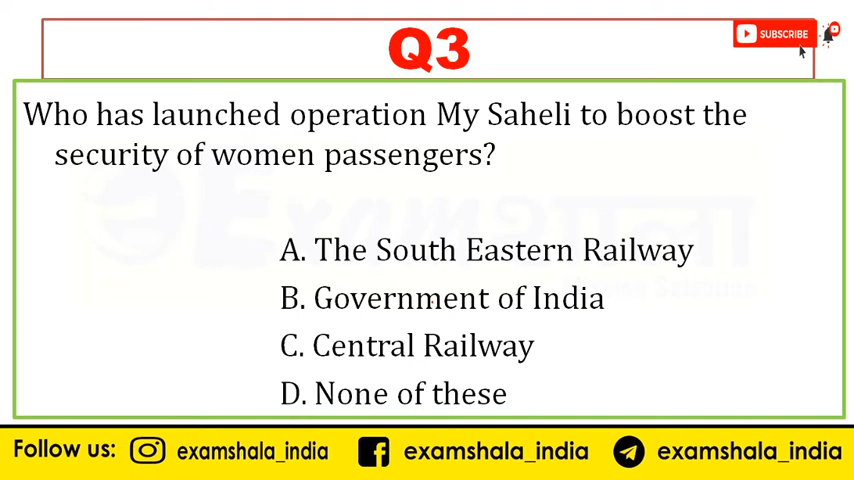 Q3
SUBSCRIBE
Who has launched operation My Saheli to boost the
security of women passengers?
A. The South Eastern Railway
B. Government of India
C. Central Railway
D. None of these
Follow us: examshala_india examshala_india examshala_india